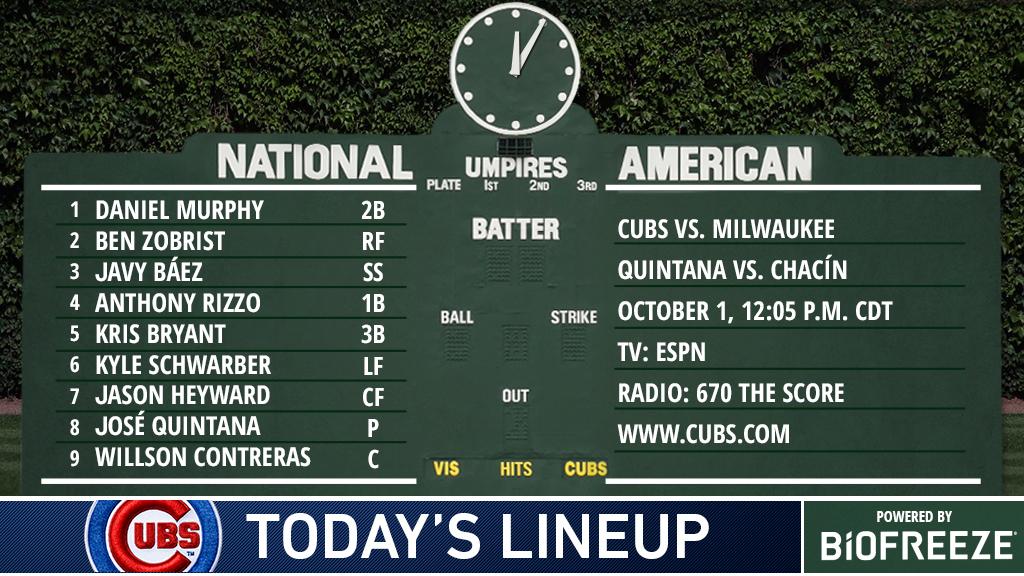 NATIONAL
UMPIRES
AMERICAN
PLATE 1ST 2ND 3RD
1 DANIEL MURPHY 2B
2 BEN ZOBRIST RF
3 JAVY BÁEZ SS
4 ANTHONY RIZZO 1B
5 KRIS BRYANT 3B
6 KYLE SCHWARBER LF
7 JASON HEYWARD CF
8 JOSÉ QUINTANA P
9 WILLSON CONTRERAS C
BATTER
BALL STRIKE
OUT
VIS HITS CUBS
CUBS VS. MILWAUKEE
QUINTANA VS. CHACÍN
OCTOBER 1, 12:05 P.M. CDT
TV: ESPN
RADIO: 670 THE SCORE
WWW.CUBS.COM
CUBS TM
TODAY'S LINEUP
POWERED BY
BIOFREEZE